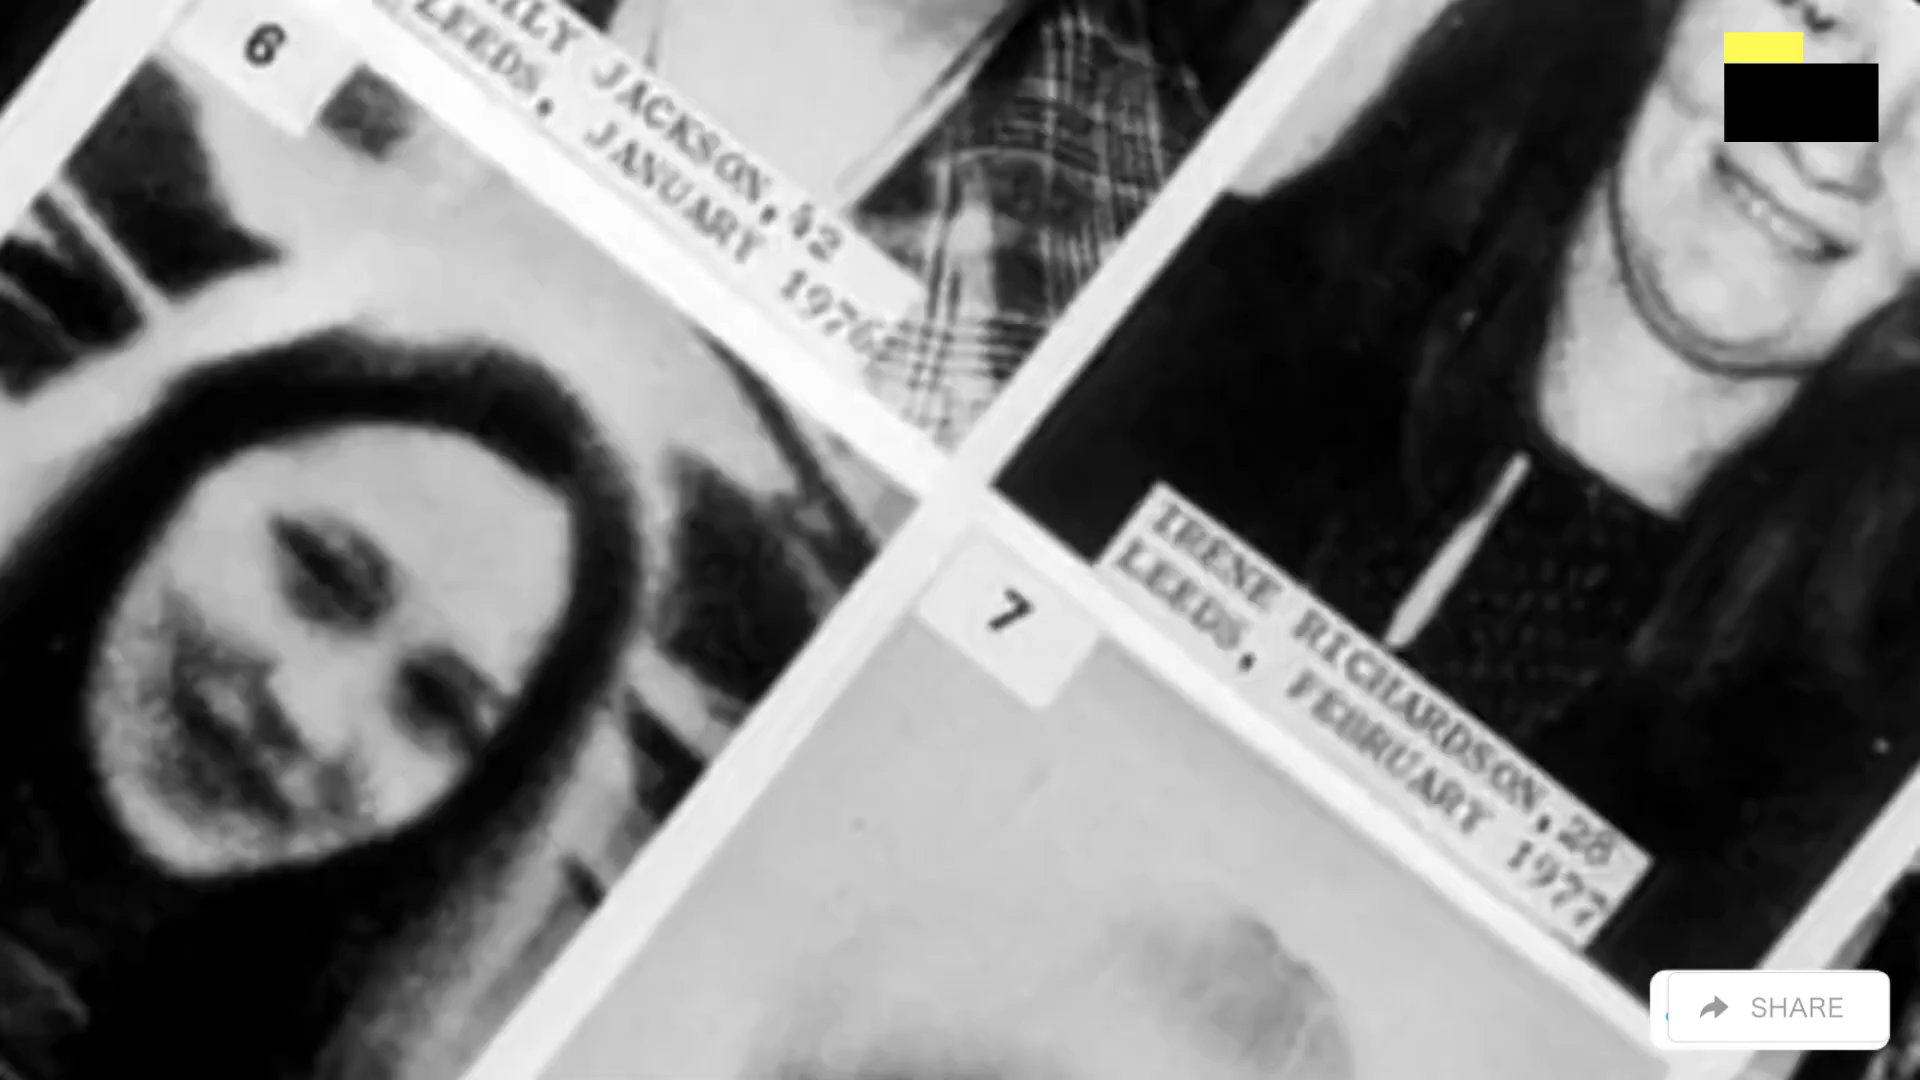 6
JACKSON, 42
LEEDS, JANUARY 1976
7
IRENE RICHARDSON, 28
LEEDS, FEBRUARY 1977
SHARE